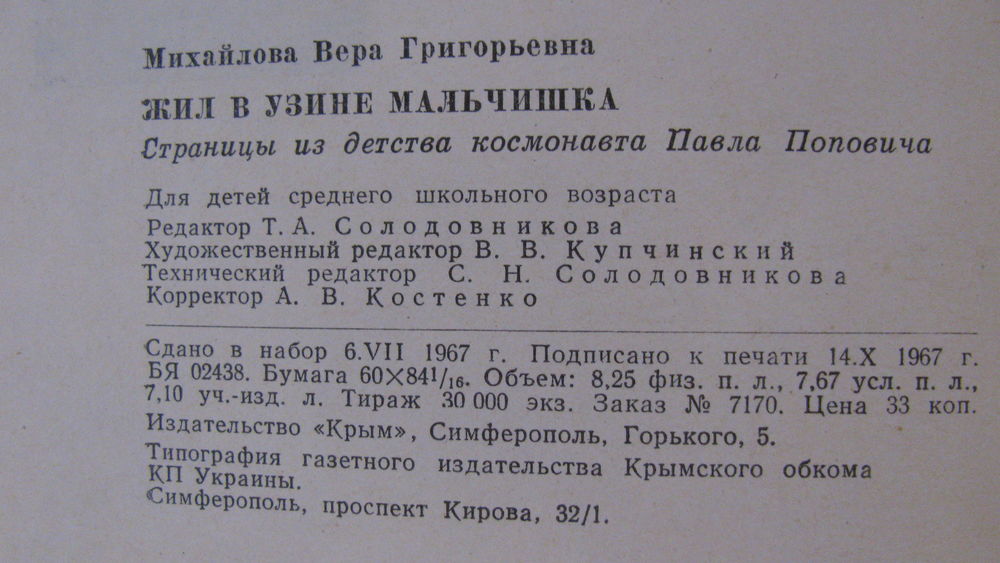 Михайлова Вера Григорьевна
ЖИЛ В УЗИНЕ МАЛЬЧИШКА
Страницы из детства космонавта Павла Поповича
Для детей среднего школьного возраста
Редактор Т. А. Солодовникова
Художественный редактор В. В. Купчинский
Технический редактор С. Н. Солодовникова
Корректор А. В. Костенко
Сдано в набор 6.VII 1967 г. Подписано к печати 14.X 1967 г.
БЯ 02438. Бумага 60×84¹/₁₆. Объем: 8,25 физ. п. л., 7,67 усл. п. л.,
7,10 уч.-изд. л. Тираж 30 000 экз. Заказ № 7170. Цена 33 коп.
Издательство «Крым», Симферополь, Горького, 5.
Типография газетного издательства Крымского обкома
КП Украины.
Симферополь, проспект Кирова, 32/1.